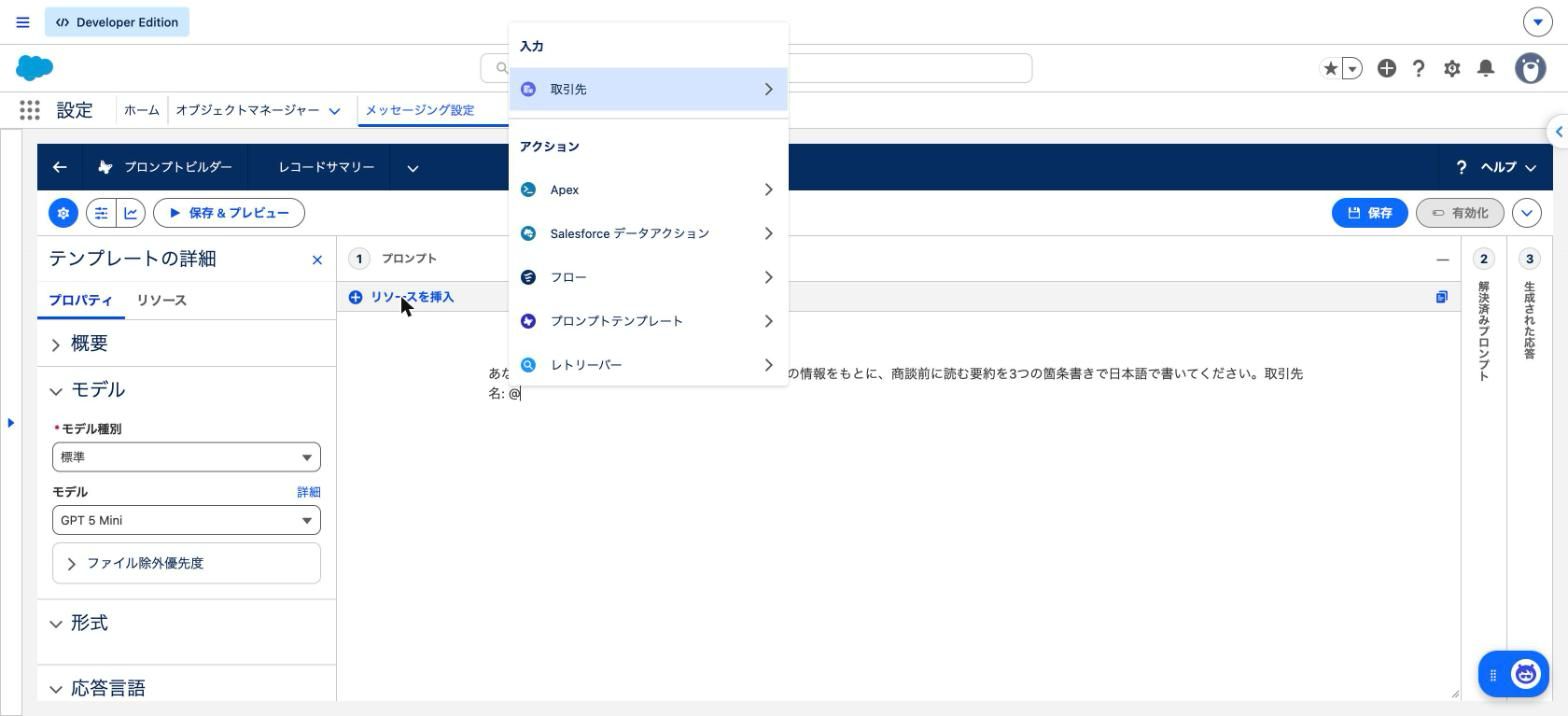 Developer Edition
設定
ホーム
オブジェクトマネージャー
メッセージング設定
プロンプトビルダー
レコードサマリー
ヘルプ
保存 & プレビュー
保存
有効化
テンプレートの詳細
プロパティ
リソース
概要
モデル
*モデル種別
標準
モデル
詳細
GPT 5 Mini
ファイル除外優先度
形式
応答言語
1
プロンプト
リソースを挿入
入力
取引先
アクション
Apex
Salesforce データアクション
フロー
プロンプトテンプレート
レトリーバー
あな
の情報をもとに、商談前に読む要約を3つの箇条書きで日本語で書いてください。取引先
名: @
2
解決済みプロンプト
3
生成された応答